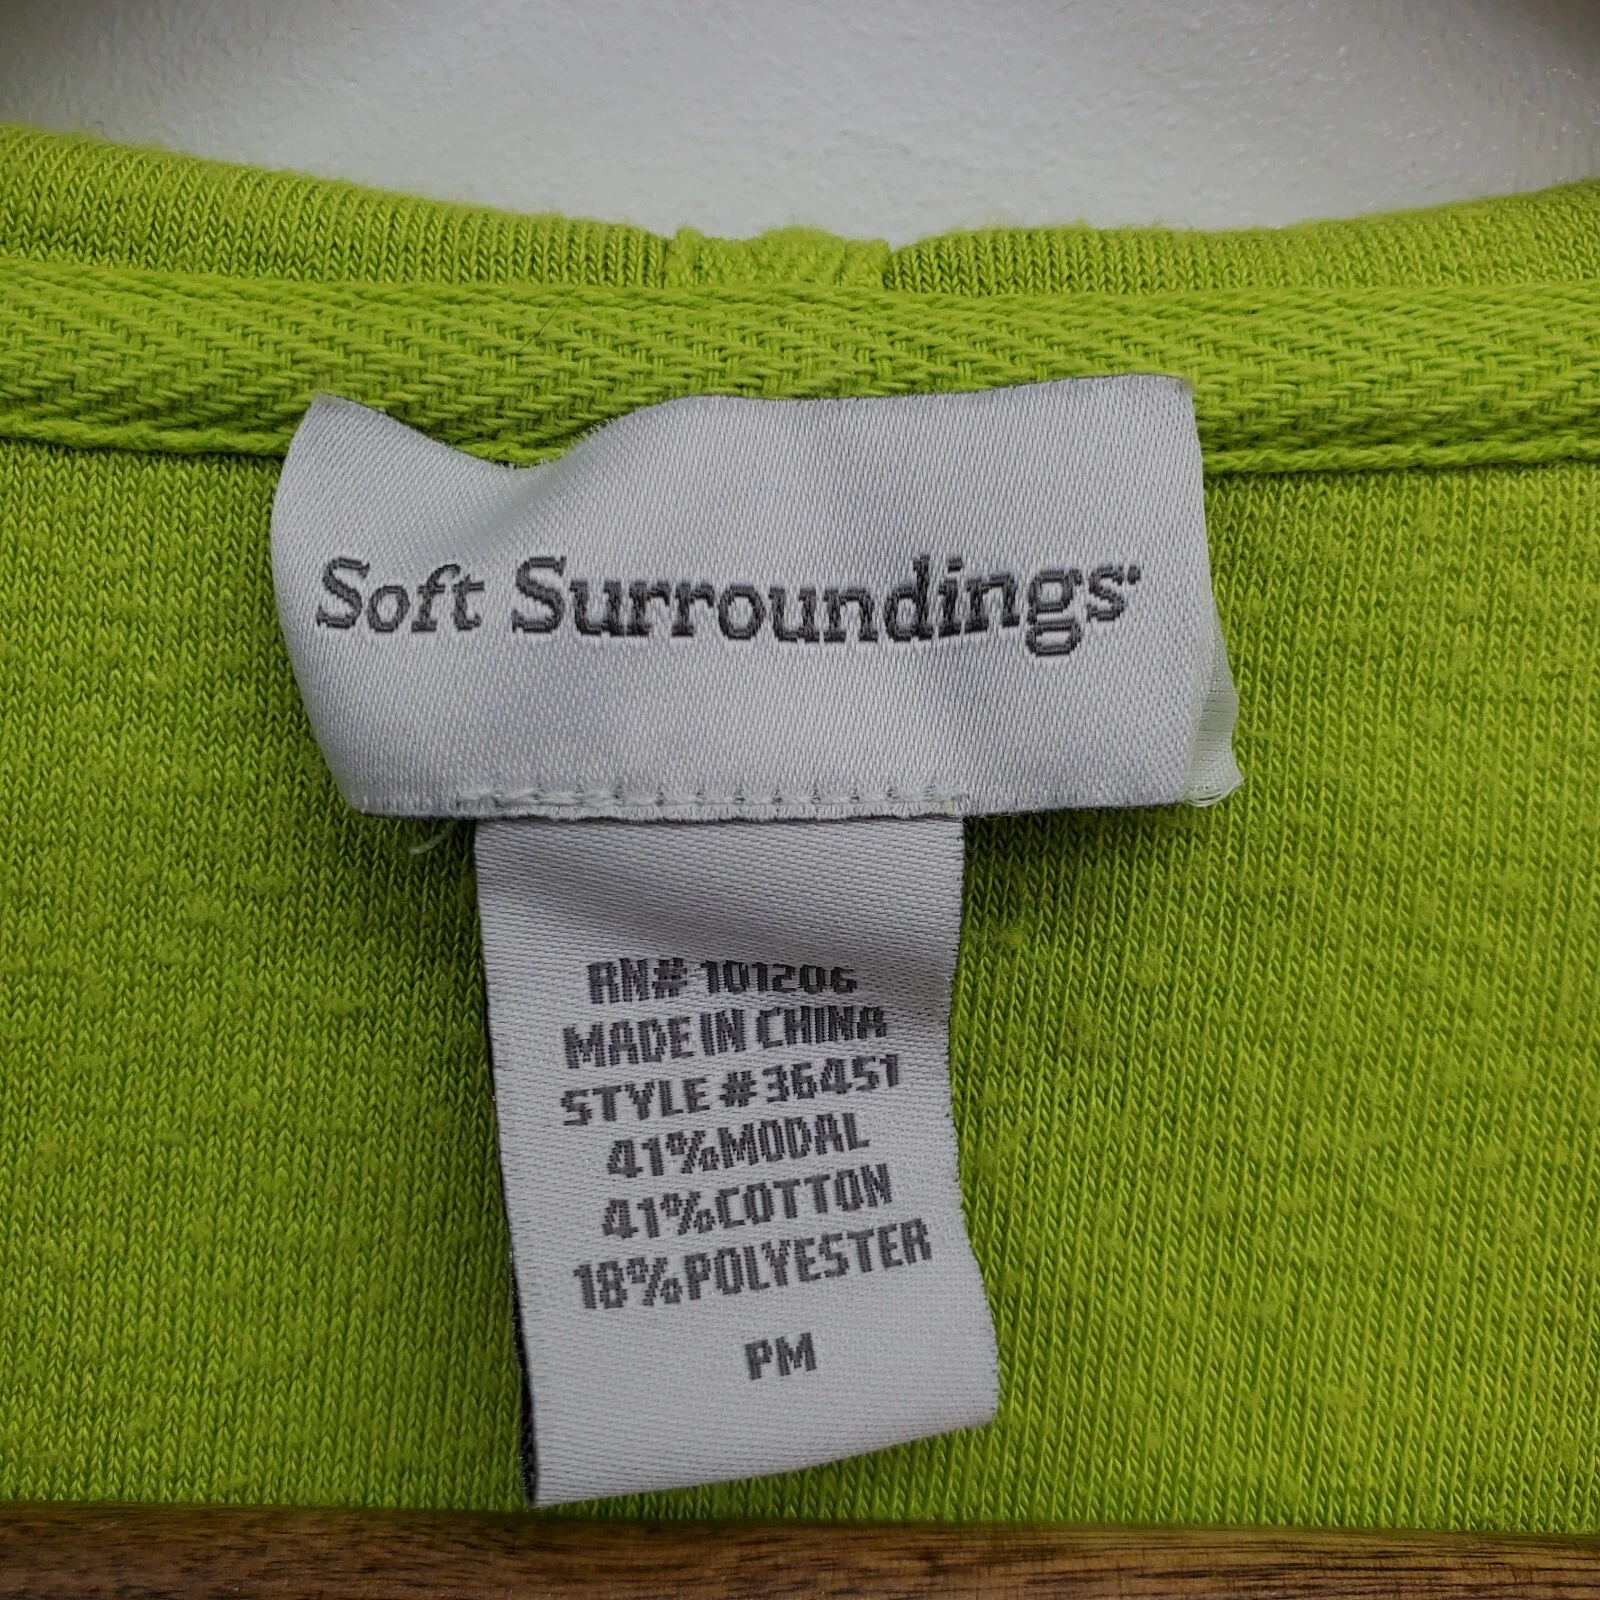 Soft Surroundings
RN# 101206
MADE IN CHINA
STYLE #36451
41%MODAL
41%COTTON
18%POLYESTER
PM